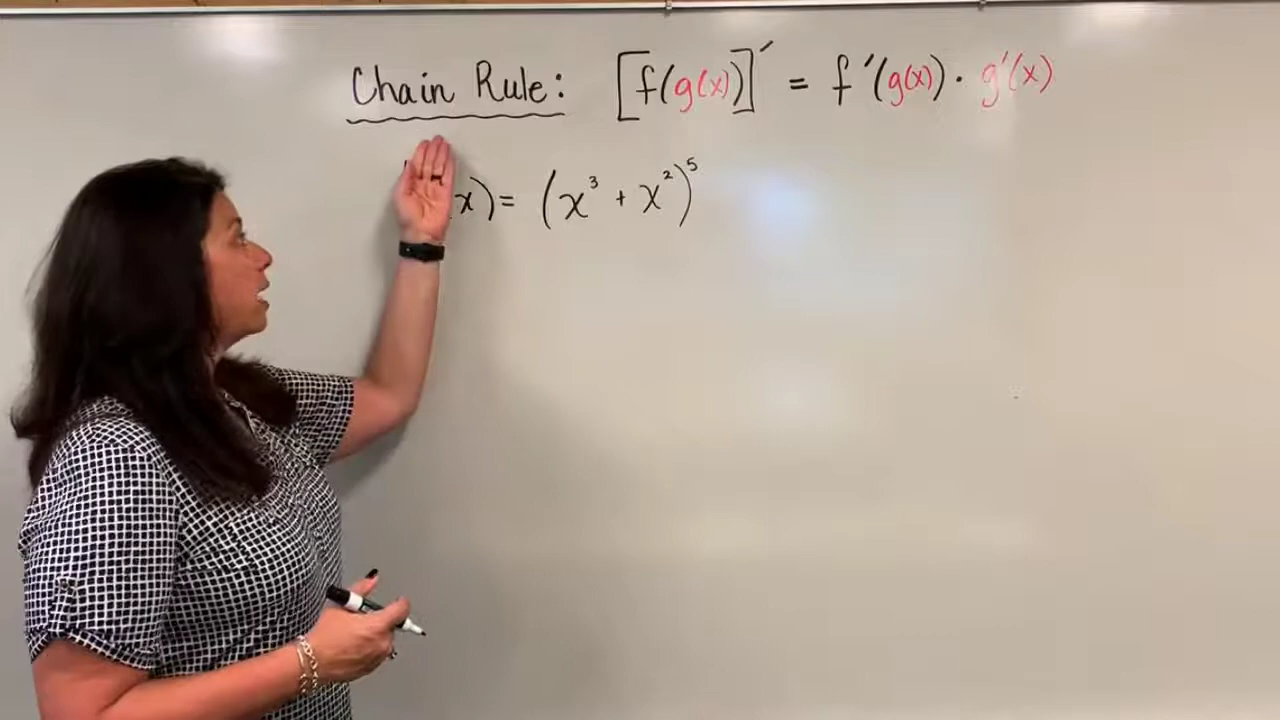 Chain Rule: [f(g(x))]′ = f′(g(x)) · g′(x)
x) = (x³ + x²)⁵